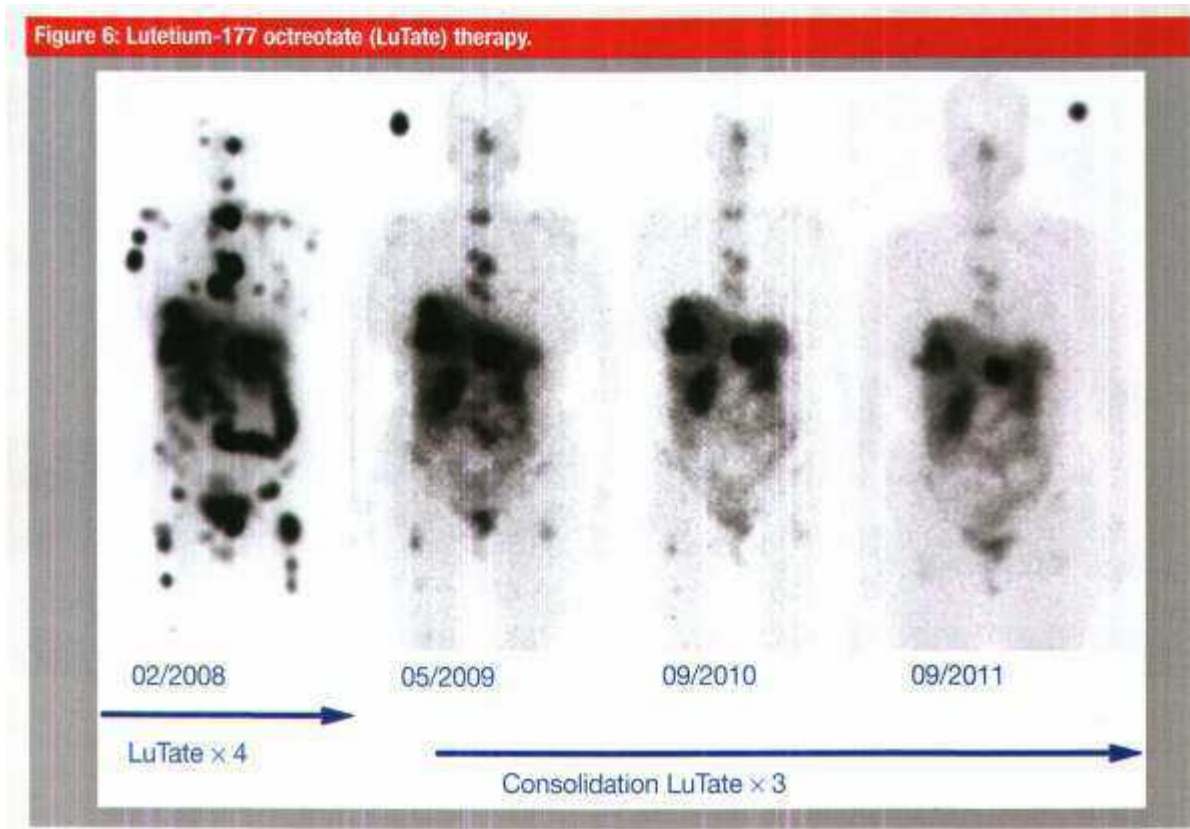 Figure 6: Lutetium-177 octreotate (LuTate) therapy.
02/2008
05/2009
09/2010
09/2011
LuTate × 4
Consolidation LuTate × 3